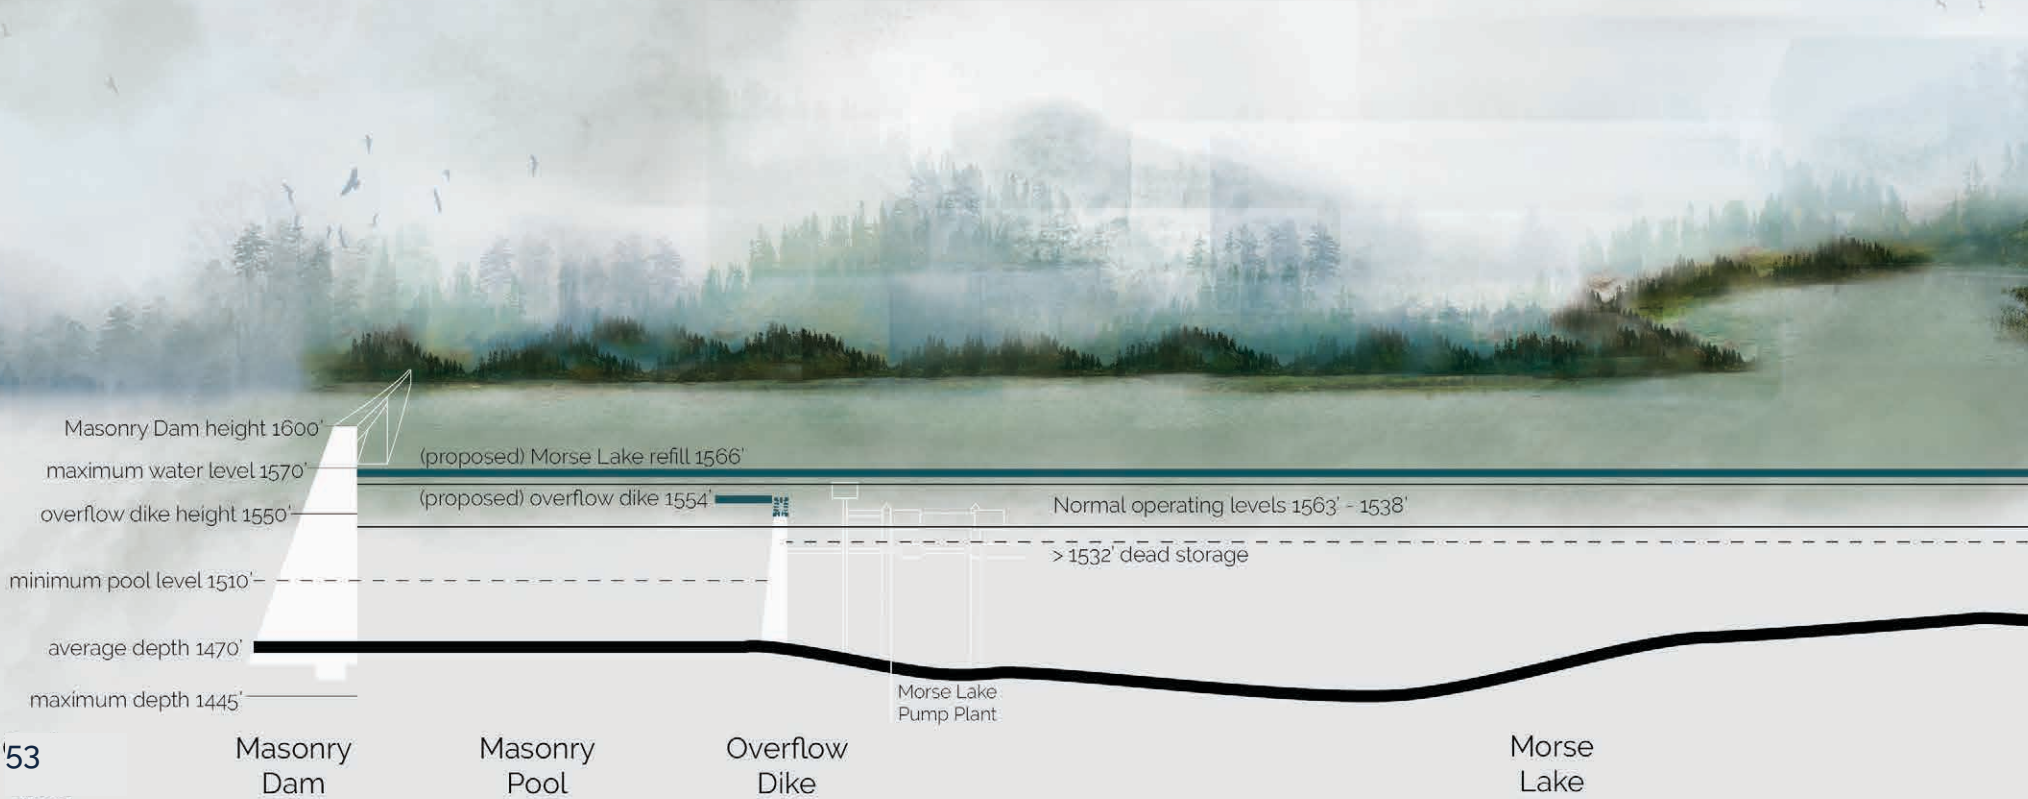 Masonry Dam height 1600'
maximum water level 1570'
(proposed) Morse Lake refill 1566'
(proposed) overflow dike 1554'
Normal operating levels 1563' - 1538'
overflow dike height 1550'
> 1532' dead storage
minimum pool level 1510'
average depth 1470'
maximum depth 1445'
Morse Lake
Pump Plant
53
Masonry
Dam
Masonry
Pool
Overflow
Dike
Morse
Lake